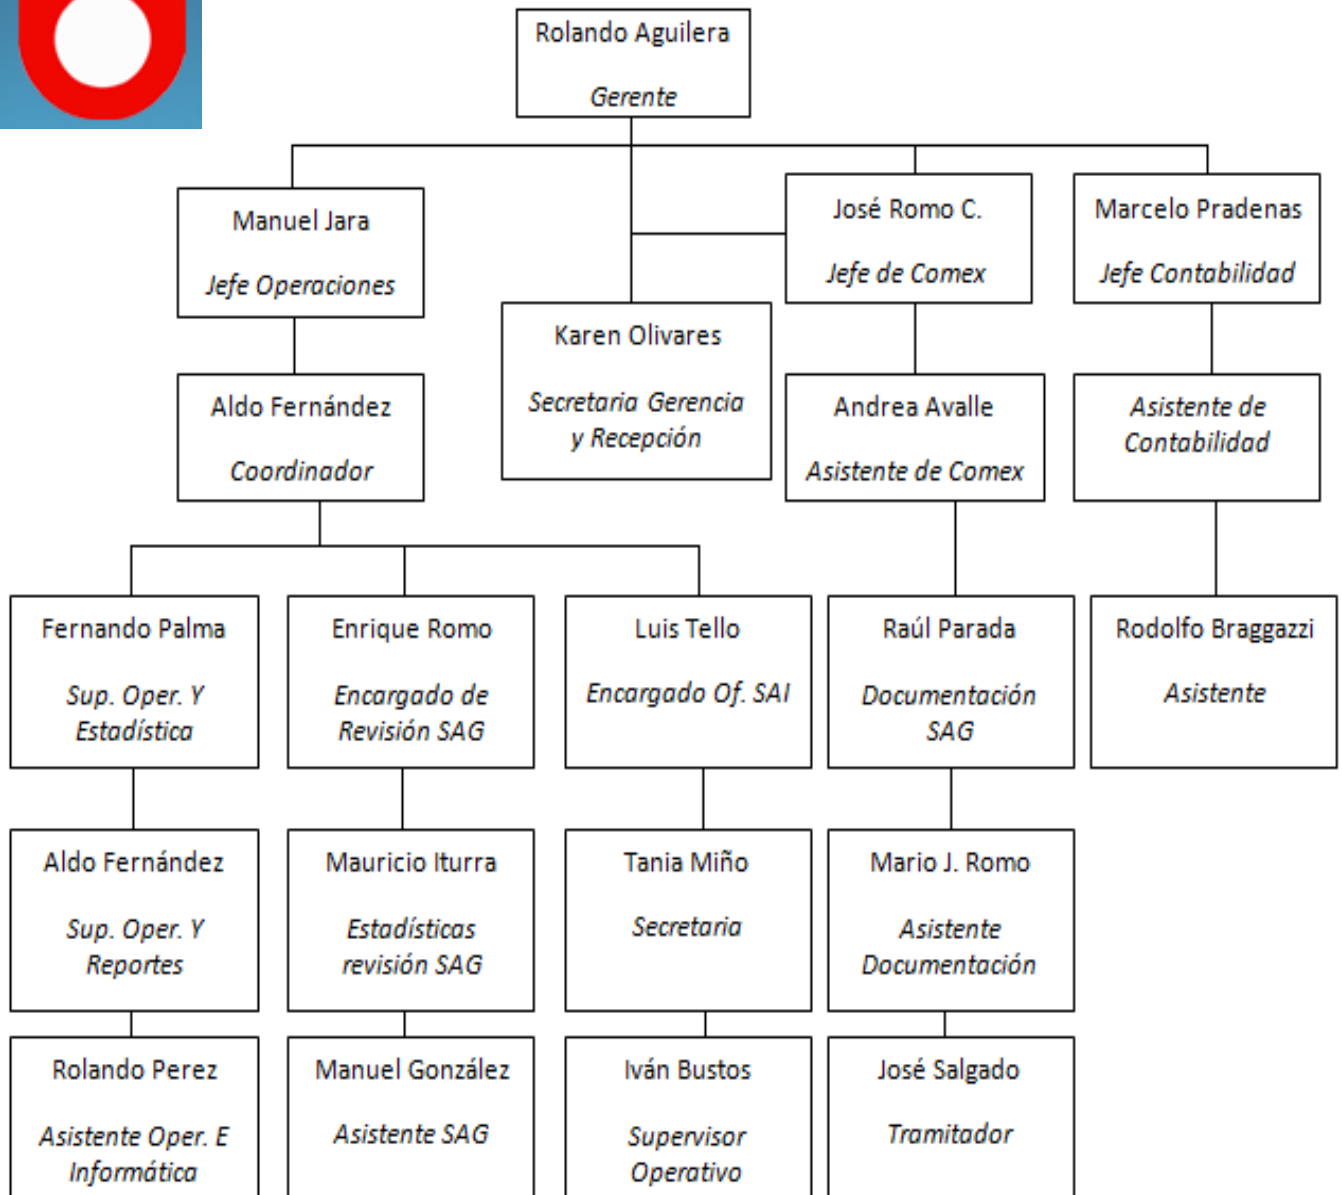 Rolando Aguilera
Gerente
Manuel Jara
Jefe Operaciones
José Romo C.
Jefe de Comex
Marcelo Pradenas
Jefe Contabilidad
Karen Olivares
Secretaria Gerencia
y Recepción
Aldo Fernández
Coordinador
Andrea Avalle
Asistente de Comex
Asistente de
Contabilidad
Fernando Palma
Sup. Oper. Y
Estadística
Enrique Romo
Encargado de
Revisión SAG
Luis Tello
Encargado Of. SAI
Raúl Parada
Documentación
SAG
Rodolfo Braggazzi
Asistente
Aldo Fernández
Sup. Oper. Y
Reportes
Mauricio Iturra
Estadísticas
revisión SAG
Tania Miño
Secretaria
Mario J. Romo
Asistente
Documentación
Rolando Perez
Asistente Oper. E
Informática
Manuel González
Asistente SAG
Iván Bustos
Supervisor
Operativo
José Salgado
Tramitador